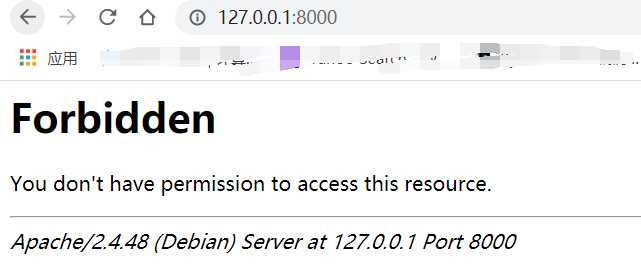 127.0.0.1:8000
应用
Forbidden
You don't have permission to access this resource.
Apache/2.4.48 (Debian) Server at 127.0.0.1 Port 8000